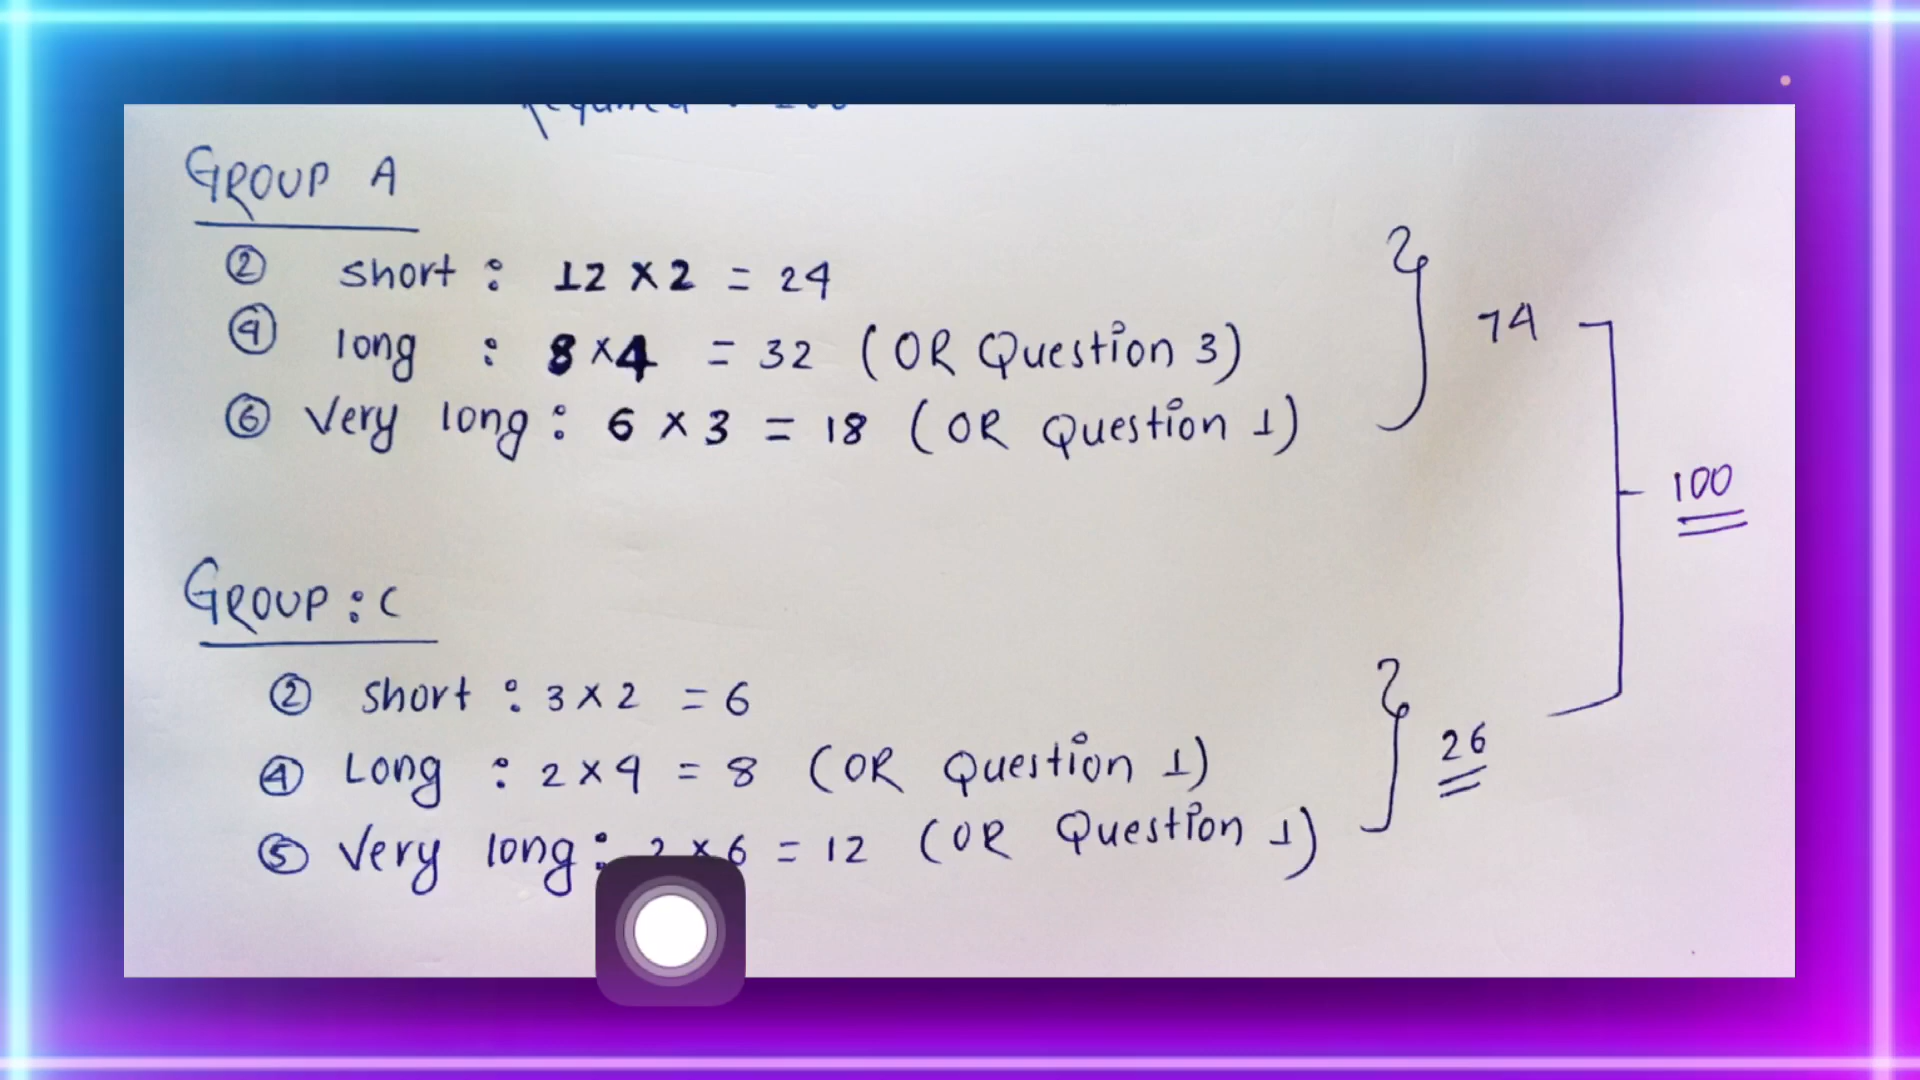 GROUP A
② short : 12 × 2 = 24
④ long : 8 × 4 = 32 (OR Question 3)
⑥ Very long : 6 × 3 = 18 (OR Question 1)
74
100
GROUP : C
② short : 3 × 2 = 6
④ Long : 2 × 4 = 8 (OR Question 1)
26
⑤ Very long : 2 × 6 = 12 (OR Question 1)